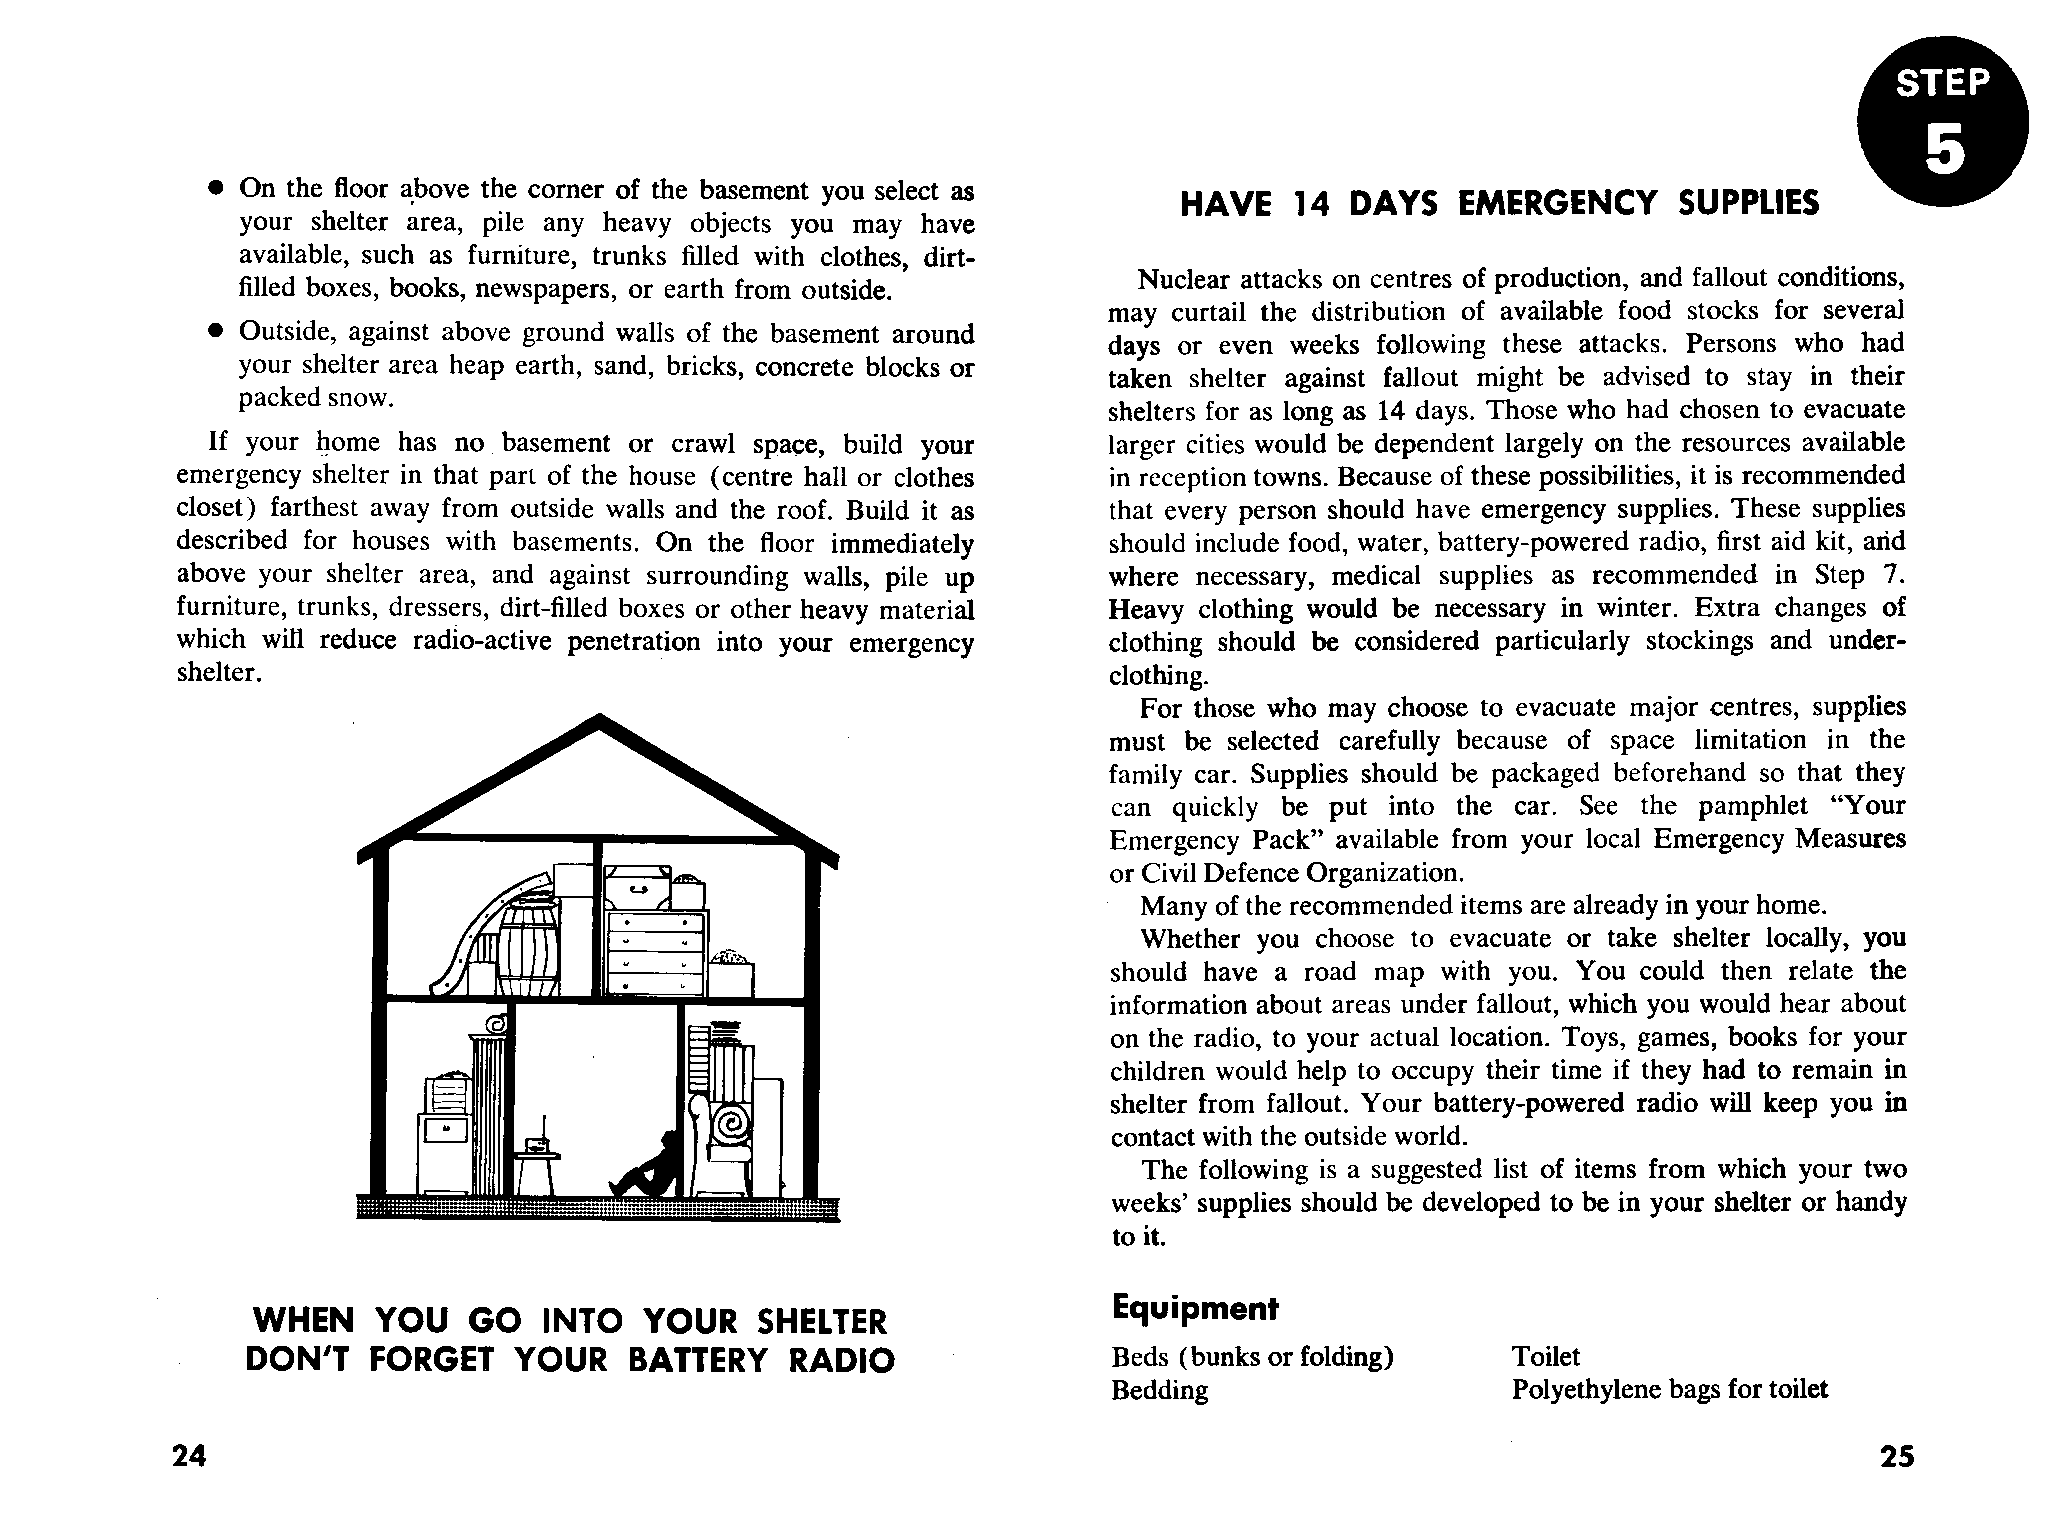 ● On the floor above the corner of the basement you select as
your shelter area, pile any heavy objects you may have
available, such as furniture, trunks filled with clothes, dirt-
filled boxes, books, newspapers, or earth from outside.
● Outside, against above ground walls of the basement around
your shelter area heap earth, sand, bricks, concrete blocks or
packed snow.
If your home has no basement or crawl space, build your
emergency shelter in that part of the house (centre hall or clothes
closet) farthest away from outside walls and the roof. Build it as
described for houses with basements. On the floor immediately
above your shelter area, and against surrounding walls, pile up
furniture, trunks, dressers, dirt-filled boxes or other heavy material
which will reduce radio-active penetration into your emergency
shelter.
WHEN YOU GO INTO YOUR SHELTER
DON'T FORGET YOUR BATTERY RADIO
24
STEP
5
HAVE 14 DAYS EMERGENCY SUPPLIES
Nuclear attacks on centres of production, and fallout conditions,
may curtail the distribution of available food stocks for several
days or even weeks following these attacks. Persons who had
taken shelter against fallout might be advised to stay in their
shelters for as long as 14 days. Those who had chosen to evacuate
larger cities would be dependent largely on the resources available
in reception towns. Because of these possibilities, it is recommended
that every person should have emergency supplies. These supplies
should include food, water, battery-powered radio, first aid kit, and
where necessary, medical supplies as recommended in Step 7.
Heavy clothing would be necessary in winter. Extra changes of
clothing should be considered particularly stockings and under-
clothing.
For those who may choose to evacuate major centres, supplies
must be selected carefully because of space limitation in the
family car. Supplies should be packaged beforehand so that they
can quickly be put into the car. See the pamphlet “Your
Emergency Pack” available from your local Emergency Measures
or Civil Defence Organization.
Many of the recommended items are already in your home.
Whether you choose to evacuate or take shelter locally, you
should have a road map with you. You could then relate the
information about areas under fallout, which you would hear about
on the radio, to your actual location. Toys, games, books for your
children would help to occupy their time if they had to remain in
shelter from fallout. Your battery-powered radio will keep you in
contact with the outside world.
The following is a suggested list of items from which your two
weeks’ supplies should be developed to be in your shelter or handy
to it.
Equipment
Beds (bunks or folding)
Bedding
Toilet
Polyethylene bags for toilet
25